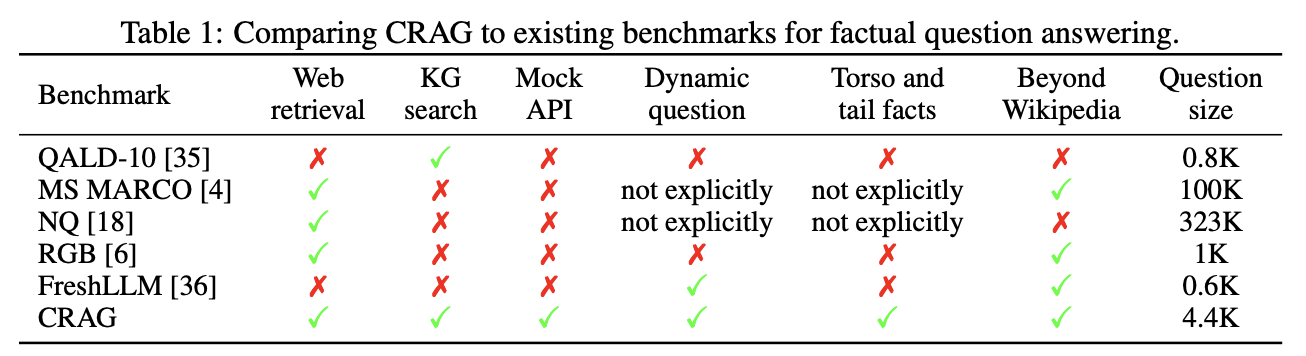 Table 1: Comparing CRAG to existing benchmarks for factual question answering.
Benchmark Web retrieval KG search Mock API Dynamic question Torso and tail facts Beyond Wikipedia Question size
QALD-10 [35] ✗ ✓ ✗ ✗ ✗ ✗ 0.8K
MS MARCO [4] ✓ ✗ ✗ not explicitly not explicitly ✓ 100K
NQ [18] ✓ ✗ ✗ not explicitly not explicitly ✗ 323K
RGB [6] ✓ ✗ ✗ ✗ ✗ ✓ 1K
FreshLLM [36] ✗ ✗ ✗ ✓ ✗ ✓ 0.6K
CRAG ✓ ✓ ✓ ✓ ✓ ✓ 4.4K